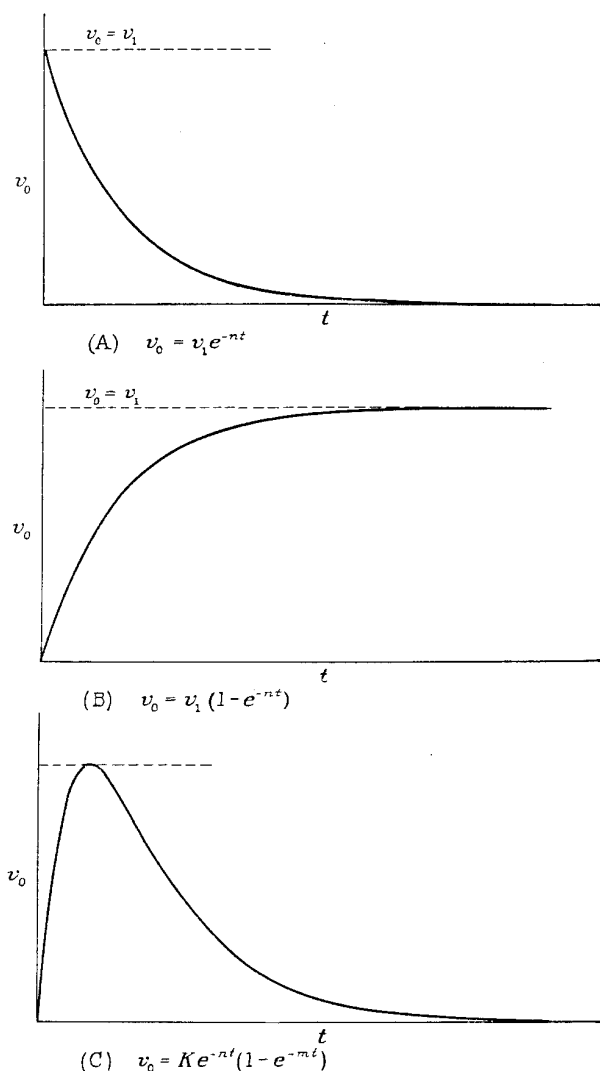 v₀ = v₁
v₀
t
(A) v₀ = v₁e⁻ⁿᵗ
v₀ = v₁
v₀
t
(B) v₀ = v₁ (1-e⁻ⁿᵗ)
v₀
t
(C) v₀ = Ke⁻ⁿᵗ(1-e⁻ᵐᵗ)